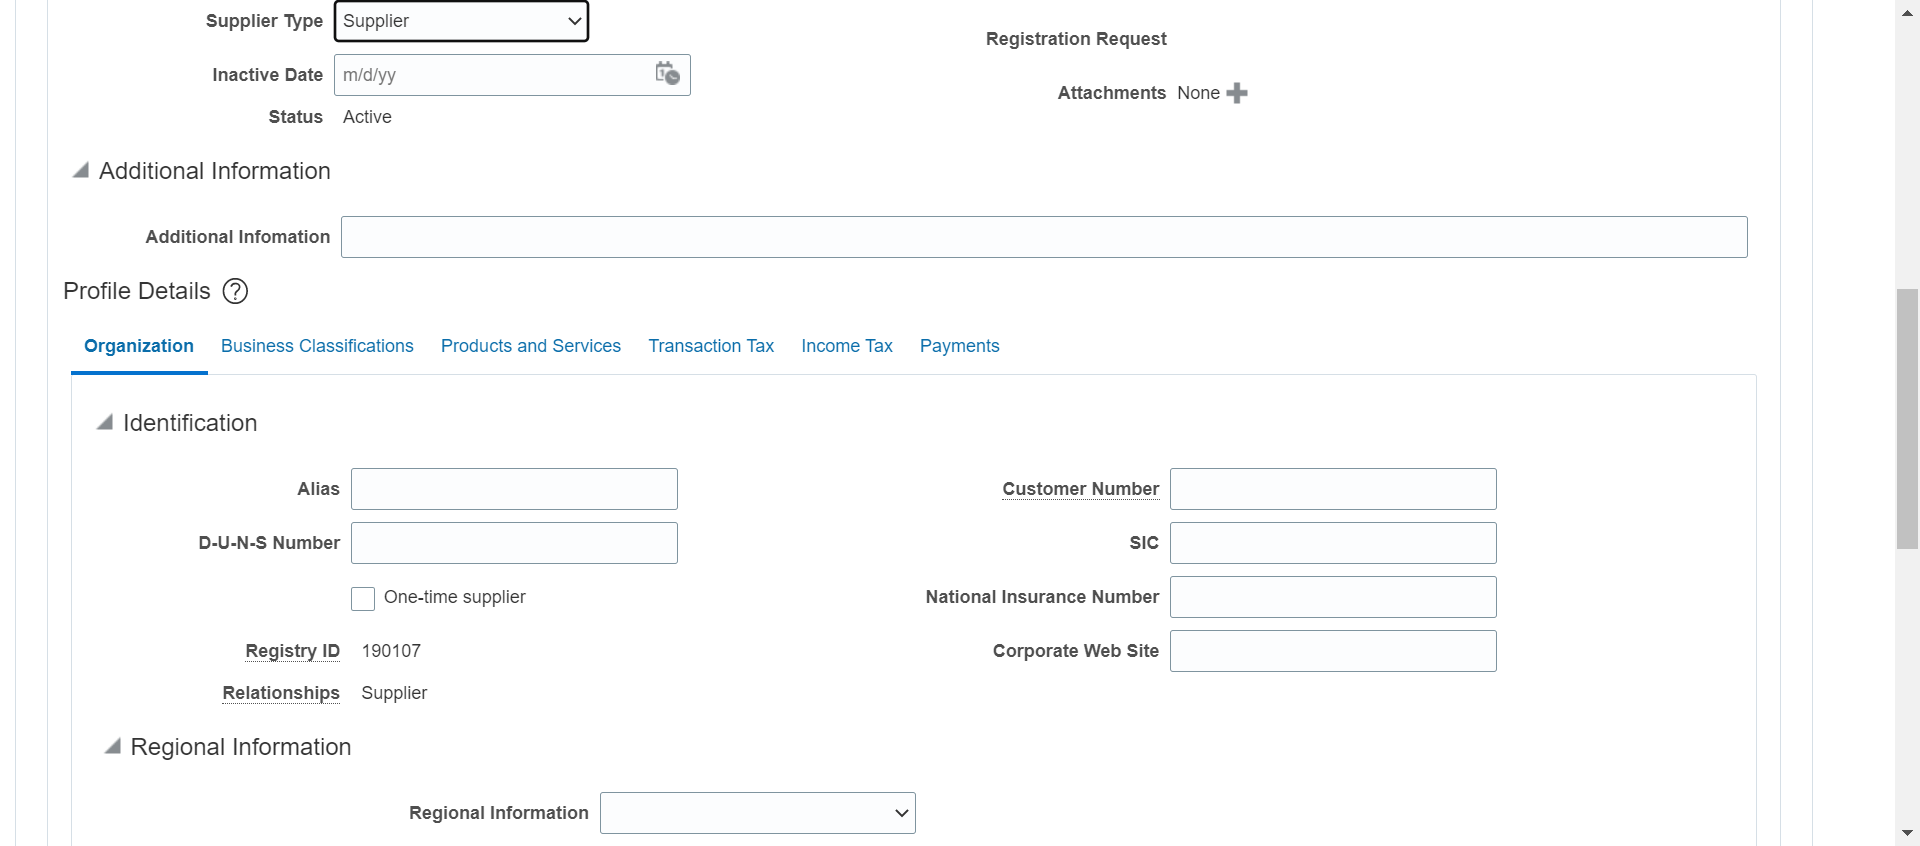 Supplier Type Supplier
Registration Request
Inactive Date m/d/yy
Attachments None
Status Active
Additional Information
Additional Infomation
Profile Details ?
Organization Business Classifications Products and Services Transaction Tax Income Tax Payments
Identification
Alias
Customer Number
D-U-N-S Number
SIC
One-time supplier
National Insurance Number
Registry ID 190107
Corporate Web Site
Relationships Supplier
Regional Information
Regional Information